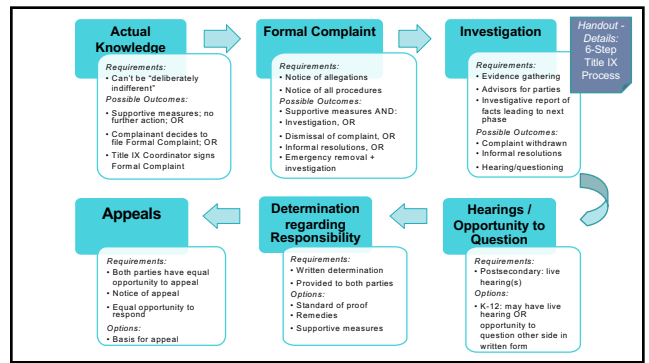 Actual
Knowledge
Requirements:
• Can't be "deliberately
indifferent"
Possible Outcomes:
• Supportive measures; no
further action; OR
• Complainant decides to
file Formal Complaint; OR
• Title IX Coordinator signs
Formal Complaint
Formal Complaint
Requirements:
• Notice of allegations
• Notice of all procedures
Possible Outcomes:
• Supportive measures AND:
• Investigation, OR
• Dismissal of complaint, OR
• Informal resolutions, OR
• Emergency removal +
investigation
Investigation
Requirements:
• Evidence gathering
• Advisors for parties
• Investigative report of
facts leading to next
phase
Possible Outcomes:
• Complaint withdrawn
• Informal resolutions
• Hearing/questioning
Handout -
Details:
6-Step
Title IX
Process
Hearings /
Opportunity to
Question
Requirements:
• Postsecondary: live
hearing(s)
Options:
• K-12: may have live
hearing OR
opportunity to
question other side in
written form
Determination
regarding
Responsibility
Requirements:
• Written determination
• Provided to both parties
Options:
• Standard of proof
• Remedies
• Supportive measures
Appeals
Requirements:
• Both parties have equal
opportunity to appeal
• Notice of appeal
• Equal opportunity to
respond
Options:
• Basis for appeal